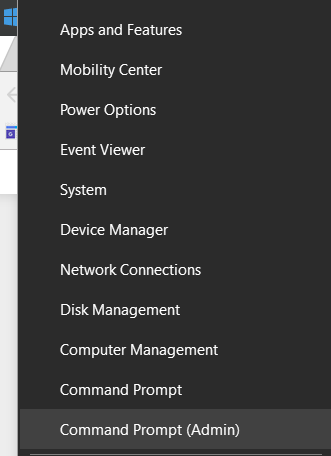 Apps and Features
Mobility Center
Power Options
Event Viewer
System
Device Manager
Network Connections
Disk Management
Computer Management
Command Prompt
Command Prompt (Admin)